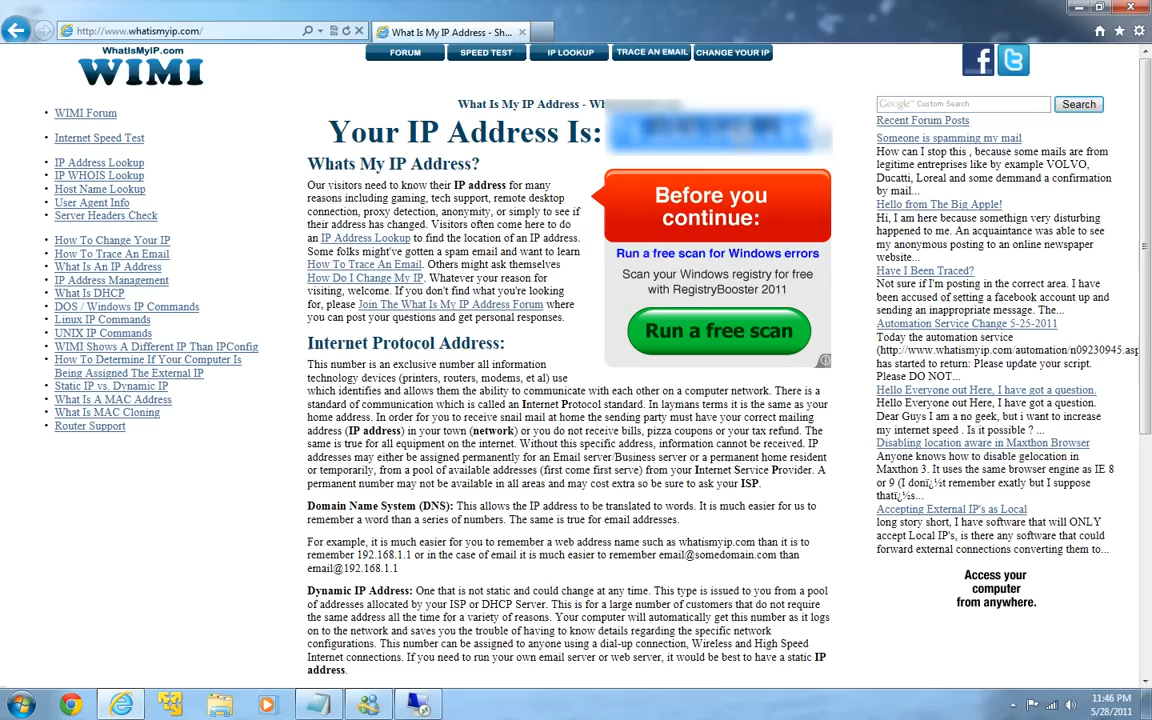 http://www.whatismyip.com/
What Is My IP Address - Sh...
WhatIsMyIP.com
WIMI
FORUM
SPEED TEST
IP LOOKUP
TRACE AN EMAIL
CHANGE YOUR IP
WIMI Forum
Internet Speed Test
IP Address Lookup
IP WHOIS Lookup
Host Name Lookup
User Agent Info
Server Headers Check
How To Change Your IP
How To Trace An Email
What Is An IP Address
IP Address Management
What Is DHCP
DOS / Windows IP Commands
Linux IP Commands
UNIX IP Commands
WIMI Shows A Different IP Than IPConfig
How To Determine If Your Computer Is
Being Assigned The External IP
Static IP vs. Dynamic IP
What Is A MAC Address
What Is MAC Cloning
Router Support
What Is My IP Address - Wh
Your IP Address Is:
Whats My IP Address?
Our visitors need to know their IP address for many
reasons including gaming, tech support, remote desktop
connection, proxy detection, anonymity, or simply to see if
their address has changed. Visitors often come here to do
an IP Address Lookup to find the location of an IP address.
Some folks might'ved gotten a spam email and want to learn
How To Trace An Email. Others might ask themselves
How Do I Change My IP. Whatever your reason for
visiting, welcome. If you don't find what you're looking
for, please Join The What Is My IP Address Forum where
you can post your questions and get personal responses.
Before you
continue:
Run a free scan for Windows errors
Scan your Windows registry for free
with RegistryBooster 2011
Run a free scan
Internet Protocol Address:
This number is an exclusive number all information
technology devices (printers, routers, modems, et al) use
which identifies and allows them the ability to communicate with each other on a computer network. There is a
standard of communication which is called an Internet Protocol standard. In laymans terms it is the same as your
home address. In order for you to receive snail mail at home the sending party must have your correct mailing
address (IP address) in your town (network) or you do not receive bills, pizza coupons or your tax refund. The
same is true for all equipment on the internet. Without this specific address, information cannot be received. IP
addresses may either be assigned permanently for an Email server/Business server or a permanent home resident
or temporarily, from a pool of available addresses (first come first serve) from your Internet Service Provider. A
permanent number may not be available in all areas and may cost extra so be sure to ask your ISP.
Domain Name System (DNS): This allows the IP address to be translated to words. It is much easier for us to
remember a word than a series of numbers. The same is true for email addresses.
For example, it is much easier for you to remember a web address name such as whatismyip.com than it is to
remember 192.168.1.1 or in the case of email it is much easier to remember email@somedomain.com than
email@192.168.1.1
Dynamic IP Address: One that is not static and could change at any time. This type is issued to you from a pool
of addresses allocated by your ISP or DHCP Server. This is for a large number of customers that do not require
the same address all the time for a variety of reasons. Your computer will automatically get this number as it logs
on to the network and saves you the trouble of having to know details regarding the specific network
configurations. This number can be assigned to anyone using a dial-up connection, Wireless and High Speed
Internet connections. If you need to run your own email server or web server, it would be best to have a static IP
address.
Google™ Custom Search
Search
Recent Forum Posts
Someone is spamming my mail
How can I stop this , because some mails are from
legitime entreprises like by example VOLVO,
Ducatti, Loreal and some demmand a confirmation
by mail...
Hello from The Big Apple!
Hi, I am here because somethign very disturbing
happened to me. An acquaintance was able to see
my anonymous posting to an online newspaper
website...
Have I Been Traced?
Not sure if I'm posting in the correct area. I have
been accused of setting a facebook account up and
sending an inappropriate message. The...
Automation Service Change 5-25-2011
Today the automation service
(http://www.whatismyip.com/automation/n09230945.asp
has started to return: Please update your script.
Please DO NOT...
Hello Everyone out Here, I have got a question.
Hello Everyone out Here, I have got a question.
Dear Guys I am a no geek, but i want to increase
my internet speed . Is it possible ? ...
Disabling location aware in Maxthon Browser
Anyone knows how to disable gelocation in
Maxthon 3. It uses the same browser engine as IE 8
or 9 (I donï¿½t remember exatly but I suppose
thatï¿½s...
Accepting External IP's as Local
long story short, I have software that will ONLY
accept Local IP's, is there any software that could
forward external connections converting them to...
Access your
computer
from anywhere.
11:46 PM
5/28/2011